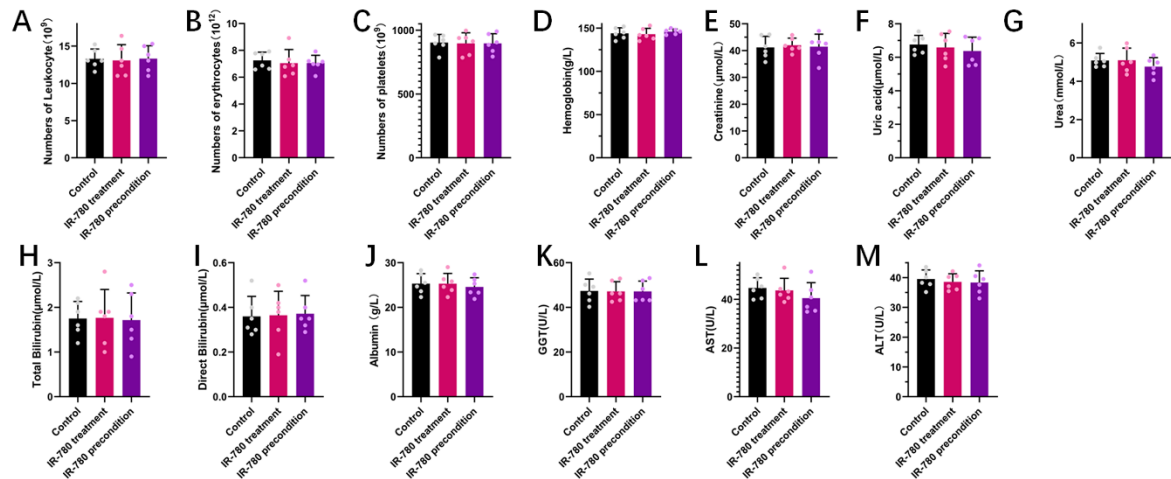 A
Numbers of Leukocyte(10⁹)
15
10
5
0
Control
IR-780 treatment
IR-780 precondition
B
Numbers of erythrocytes(10¹²)
12
10
8
6
4
2
0
Control
IR-780 treatment
IR-780 precondition
C
Numbers of platelets(10⁹)
1000
500
0
Control
IR-780 treatment
IR-780 precondition
D
Hemoglobin(g/L)
150
100
50
0
Control
IR-780 treatment
IR-780 precondition
E
Creatinine(μmol/L)
50
40
30
20
10
0
Control
IR-780 treatment
IR-780 precondition
F
Uric acid(μmol/L)
8
6
4
2
0
Control
IR-780 treatment
IR-780 precondition
G
Urea(mmol/L)
6
4
2
0
Control
IR-780 treatment
IR-780 precondition
H
Total Bilirubin(μmol/L)
3
2
1
0
Control
IR-780 treatment
IR-780 precondition
I
Direct Bilirubin(μmol/L)
0.6
0.4
0.2
0.0
Control
IR-780 treatment
IR-780 precondition
J
Albumin (g/L)
30
20
10
0
Control
IR-780 treatment
IR-780 precondition
K
GGT(U/L)
60
40
20
0
Control
IR-780 treatment
IR-780 precondition
L
AST(U/L)
40
20
0
Control
IR-780 treatment
IR-780 precondition
M
ALT(U/L)
40
30
20
10
0
Control
IR-780 treatment
IR-780 precondition